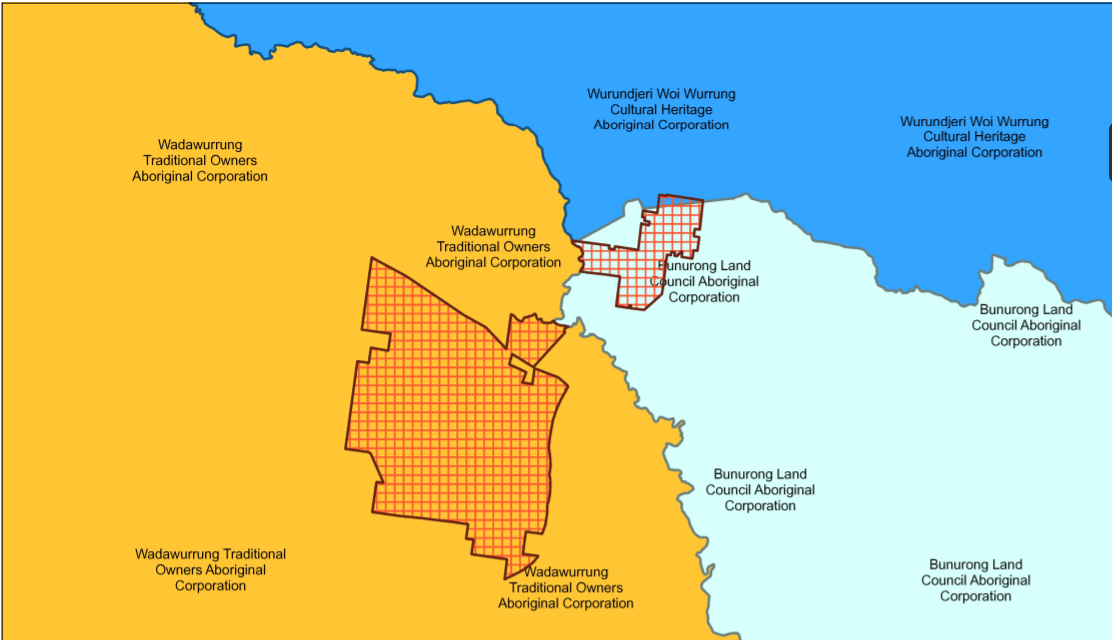 Wurundjeri Woi Wurrung
Cultural Heritage
Aboriginal Corporation
Wurundjeri Woi Wurrung
Cultural Heritage
Aboriginal Corporation
Wadawurrung
Traditional Owners
Aboriginal Corporation
Wadawurrung
Traditional Owners
Aboriginal Corporation
Bunurong Land
Council Aboriginal
Corporation
Bunurong Land
Council Aboriginal
Corporation
Bunurong Land
Council Aboriginal
Corporation
Wadawurrung Traditional
Owners Aboriginal
Corporation
Wadawurrung
Traditional Owners
Aboriginal Corporation
Bunurong Land
Council Aboriginal
Corporation